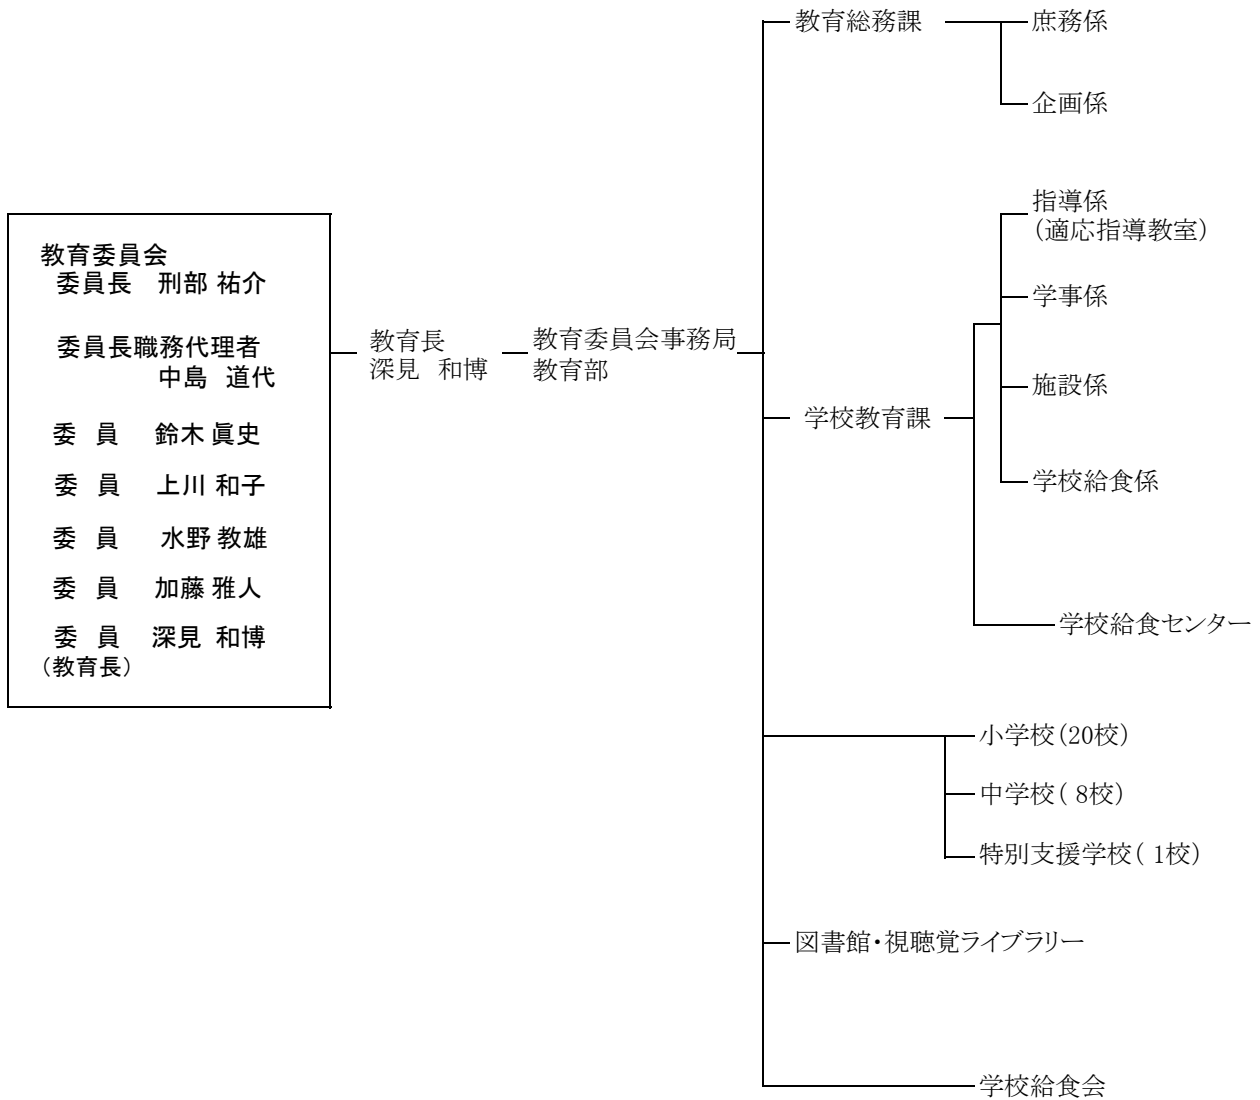 教育委員会
委員長　刑部 祐介
委員長職務代理者
中島　道代
委　員　鈴木 眞史
委　員　上川 和子
委　員　水野 教雄
委　員　加藤 雅人
委　員　深見　和博
（教育長）
教育長
深見　和博
教育委員会事務局
教育部
教育総務課
庶務係
企画係
学校教育課
指導係
（適応指導教室）
学事係
施設係
学校給食係
学校給食センター
小学校（20校）
中学校（ 8校）
特別支援学校（ 1校）
図書館・視聴覚ライブラリー
学校給食会